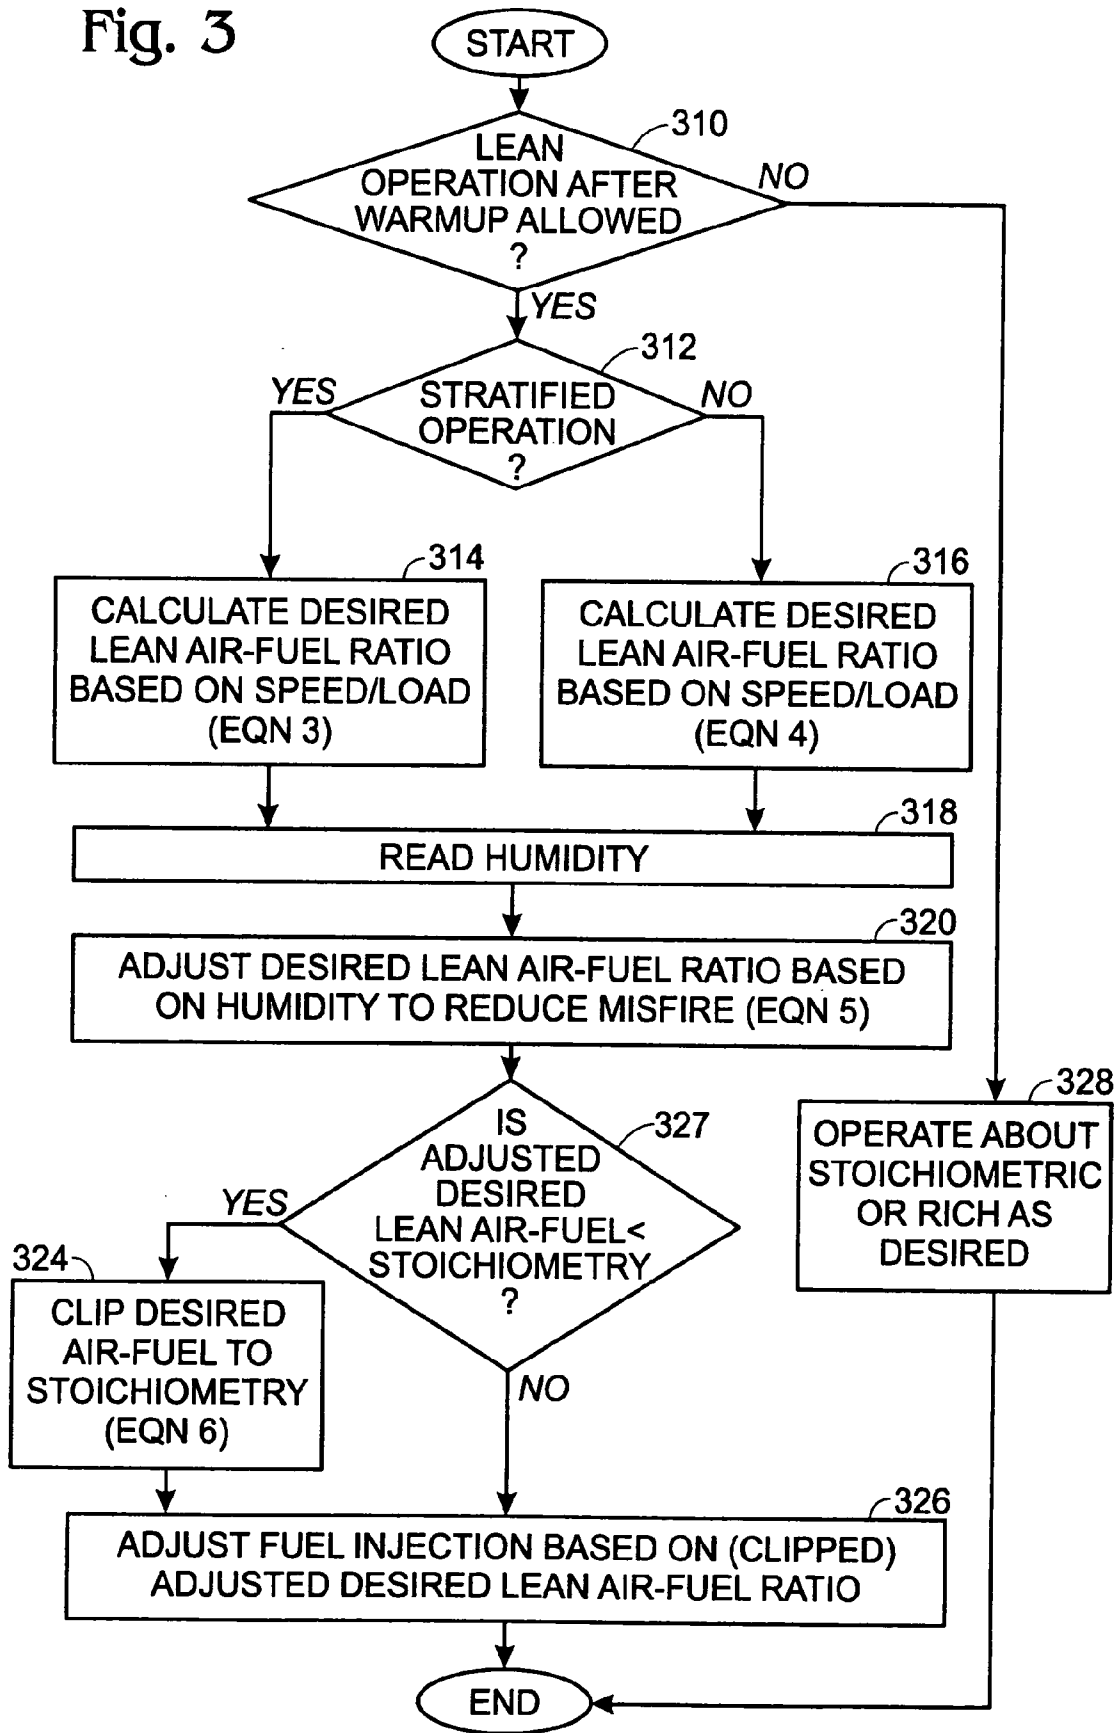 Fig. 3
START
310
LEAN
OPERATION AFTER
WARMUP ALLOWED
?
NO
YES
312
STRATIFIED
OPERATION
?
YES
NO
314
CALCULATE DESIRED
LEAN AIR-FUEL RATIO
BASED ON SPEED/LOAD
(EQN 3)
316
CALCULATE DESIRED
LEAN AIR-FUEL RATIO
BASED ON SPEED/LOAD
(EQN 4)
318
READ HUMIDITY
320
ADJUST DESIRED LEAN AIR-FUEL RATIO BASED
ON HUMIDITY TO REDUCE MISFIRE (EQN 5)
327
IS
ADJUSTED
DESIRED
LEAN AIR-FUEL<
STOICHIOMETRY
?
YES
NO
328
OPERATE ABOUT
STOICHIOMETRIC
OR RICH AS
DESIRED
324
CLIP DESIRED
AIR-FUEL TO
STOICHIOMETRY
(EQN 6)
326
ADJUST FUEL INJECTION BASED ON (CLIPPED)
ADJUSTED DESIRED LEAN AIR-FUEL RATIO
END